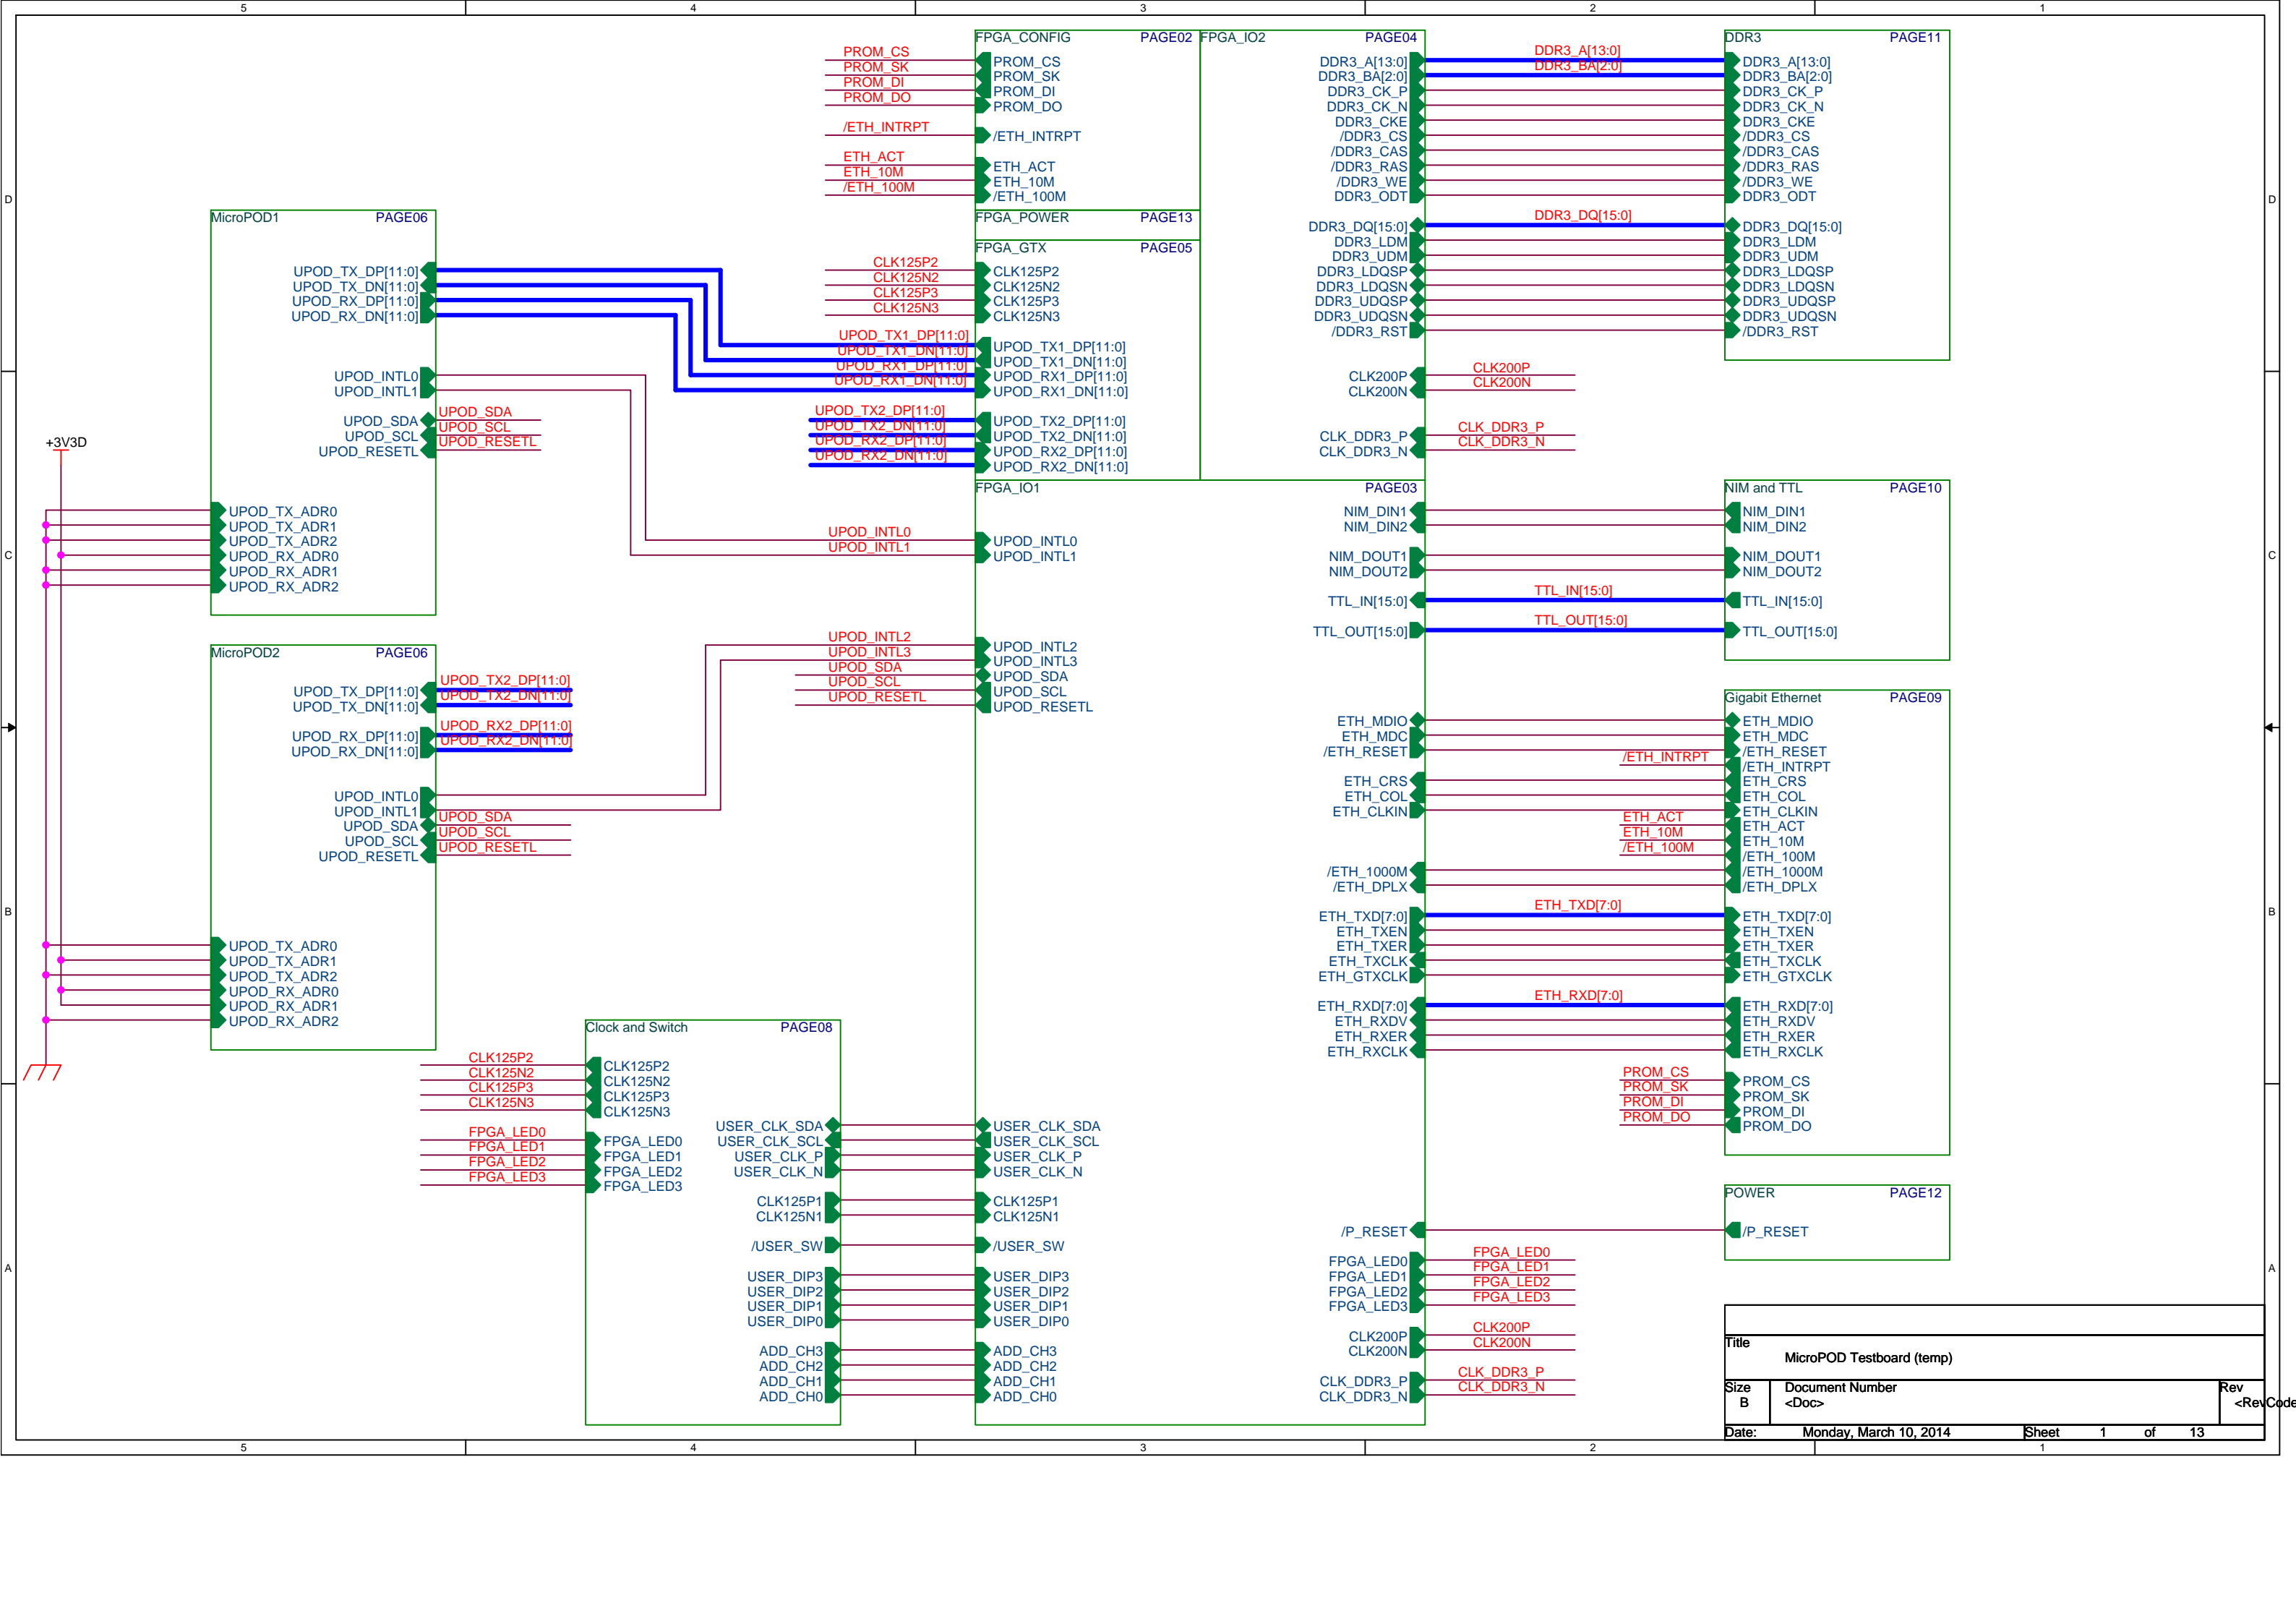 5 4 3 2 1
D
C
B
A
D
C
B
A
FPGA_CONFIG PAGE02
PROM_CS PROM_CS
PROM_SK PROM_SK
PROM_DI PROM_DI
PROM_DO PROM_DO
/ETH_INTRPT /ETH_INTRPT
ETH_ACT ETH_ACT
ETH_10M ETH_10M
/ETH_100M /ETH_100M
FPGA_POWER PAGE13
FPGA_GTX PAGE05
CLK125P2 CLK125P2
CLK125N2 CLK125N2
CLK125P3 CLK125P3
CLK125N3 CLK125N3
UPOD_TX1_DP[11:0] UPOD_TX1_DP[11:0]
UPOD_TX1_DN[11:0] UPOD_TX1_DN[11:0]
UPOD_RX1_DP[11:0] UPOD_RX1_DP[11:0]
UPOD_RX1_DN[11:0] UPOD_RX1_DN[11:0]
UPOD_TX2_DP[11:0] UPOD_TX2_DP[11:0]
UPOD_TX2_DN[11:0] UPOD_TX2_DN[11:0]
UPOD_RX2_DP[11:0] UPOD_RX2_DP[11:0]
UPOD_RX2_DN[11:0] UPOD_RX2_DN[11:0]
FPGA_IO2 PAGE04
DDR3_A[13:0] DDR3_A[13:0]
DDR3_BA[2:0] DDR3_BA[2:0]
DDR3_CK_P
DDR3_CK_N
DDR3_CKE
/DDR3_CS
/DDR3_CAS
/DDR3_RAS
/DDR3_WE
DDR3_ODT
DDR3_DQ[15:0] DDR3_DQ[15:0]
DDR3_LDM
DDR3_UDM
DDR3_LDQSP
DDR3_LDQSN
DDR3_UDQSP
DDR3_UDQSN
/DDR3_RST
CLK200P CLK200P
CLK200N CLK200N
CLK_DDR3_P CLK_DDR3_P
CLK_DDR3_N CLK_DDR3_N
DDR3 PAGE11
DDR3_A[13:0]
DDR3_BA[2:0]
DDR3_CK_P
DDR3_CK_N
DDR3_CKE
/DDR3_CS
/DDR3_CAS
/DDR3_RAS
/DDR3_WE
DDR3_ODT
DDR3_DQ[15:0]
DDR3_LDM
DDR3_UDM
DDR3_LDQSP
DDR3_LDQSN
DDR3_UDQSP
DDR3_UDQSN
/DDR3_RST
MicroPOD1 PAGE06
UPOD_TX_DP[11:0]
UPOD_TX_DN[11:0]
UPOD_RX_DP[11:0]
UPOD_RX_DN[11:0]
UPOD_INTL0
UPOD_INTL1
UPOD_SDA UPOD_SDA
UPOD_SCL UPOD_SCL
UPOD_RESETL UPOD_RESETL
+3V3D
UPOD_TX_ADR0
UPOD_TX_ADR1
UPOD_TX_ADR2
UPOD_RX_ADR0
UPOD_RX_ADR1
UPOD_RX_ADR2
MicroPOD2 PAGE06
UPOD_TX_DP[11:0] UPOD_TX2_DP[11:0]
UPOD_TX_DN[11:0] UPOD_TX2_DN[11:0]
UPOD_RX_DP[11:0] UPOD_RX2_DP[11:0]
UPOD_RX_DN[11:0] UPOD_RX2_DN[11:0]
UPOD_INTL0
UPOD_INTL1
UPOD_SDA UPOD_SDA
UPOD_SCL UPOD_SCL
UPOD_RESETL UPOD_RESETL
UPOD_TX_ADR0
UPOD_TX_ADR1
UPOD_TX_ADR2
UPOD_RX_ADR0
UPOD_RX_ADR1
UPOD_RX_ADR2
Clock and Switch PAGE08
CLK125P2 CLK125P2
CLK125N2 CLK125N2
CLK125P3 CLK125P3
CLK125N3 CLK125N3
FPGA_LED0 FPGA_LED0
FPGA_LED1 FPGA_LED1
FPGA_LED2 FPGA_LED2
FPGA_LED3 FPGA_LED3
USER_CLK_SDA
USER_CLK_SCL
USER_CLK_P
USER_CLK_N
CLK125P1
CLK125N1
/USER_SW
USER_DIP3
USER_DIP2
USER_DIP1
USER_DIP0
ADD_CH3
ADD_CH2
ADD_CH1
ADD_CH0
FPGA_IO1 PAGE03
UPOD_INTL0 UPOD_INTL0
UPOD_INTL1 UPOD_INTL1
UPOD_INTL2 UPOD_INTL2
UPOD_INTL3 UPOD_INTL3
UPOD_SDA UPOD_SDA
UPOD_SCL UPOD_SCL
UPOD_RESETL UPOD_RESETL
USER_CLK_SDA
USER_CLK_SCL
USER_CLK_P
USER_CLK_N
CLK125P1
CLK125N1
/USER_SW
USER_DIP3
USER_DIP2
USER_DIP1
USER_DIP0
ADD_CH3
ADD_CH2
ADD_CH1
ADD_CH0
NIM_DIN1
NIM_DIN2
NIM_DOUT1
NIM_DOUT2
TTL_IN[15:0] TTL_IN[15:0]
TTL_OUT[15:0] TTL_OUT[15:0]
ETH_MDIO
ETH_MDC
/ETH_RESET
ETH_CRS
ETH_COL
ETH_CLKIN
/ETH_1000M
/ETH_DPLX
ETH_TXD[7:0] ETH_TXD[7:0]
ETH_TXEN
ETH_TXER
ETH_TXCLK
ETH_GTXCLK
ETH_RXD[7:0] ETH_RXD[7:0]
ETH_RXDV
ETH_RXER
ETH_RXCLK
/P_RESET
FPGA_LED0 FPGA_LED0
FPGA_LED1 FPGA_LED1
FPGA_LED2 FPGA_LED2
FPGA_LED3 FPGA_LED3
CLK200P CLK200P
CLK200N CLK200N
CLK_DDR3_P CLK_DDR3_P
CLK_DDR3_N CLK_DDR3_N
NIM and TTL PAGE10
NIM_DIN1
NIM_DIN2
NIM_DOUT1
NIM_DOUT2
TTL_IN[15:0]
TTL_OUT[15:0]
Gigabit Ethernet PAGE09
ETH_MDIO
ETH_MDC
/ETH_RESET
/ETH_INTRPT /ETH_INTRPT
ETH_CRS
ETH_COL
ETH_CLKIN
ETH_ACT ETH_ACT
ETH_10M ETH_10M
/ETH_100M /ETH_100M
/ETH_1000M
/ETH_DPLX
ETH_TXD[7:0]
ETH_TXEN
ETH_TXER
ETH_TXCLK
ETH_GTXCLK
ETH_RXD[7:0]
ETH_RXDV
ETH_RXER
ETH_RXCLK
PROM_CS PROM_CS
PROM_SK PROM_SK
PROM_DI PROM_DI
PROM_DO PROM_DO
POWER PAGE12
/P_RESET
Title
MicroPOD Testboard (temp)
Size Document Number Rev
B <Doc> <RevCode
Date: Monday, March 10, 2014 Sheet 1 of 13
5 4 3 2 1